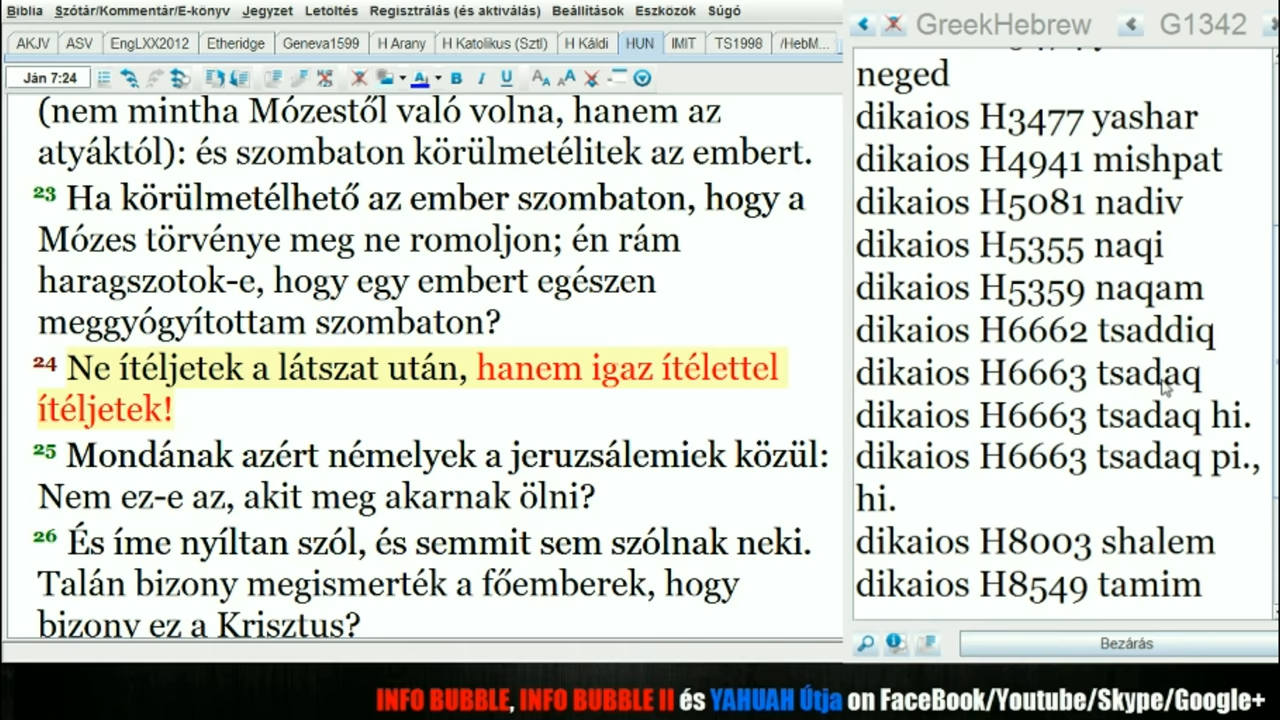 Biblia Szótár/Kommentár/E-könyv Jegyzet Letöltés Regisztrálás (és aktiválás) Beállítások Eszközök Súgó
AKJV ASV EngLXX2012 Etheridge Geneva1599 H Arany H Katolikus (Sztl) H Káldi HUN IMIT TS1998 /HebM...
Ján 7:24
(nem mintha Mózestől való volna, hanem az
atyáktól): és szombaton körülmetélitek az embert.
23 Ha körülmetélhető az ember szombaton, hogy a
Mózes törvénye meg ne romoljon; én rám
haragszotok-e, hogy egy embert egészen
meggyógyítottam szombaton?
24 Ne ítéljetek a látszat után, hanem igaz ítélettel
ítéljetek!
25 Mondának azért némelyek a jeruzsálemiek közül:
Nem ez-e az, akit meg akarnak ölni?
26 És íme nyíltan szól, és semmit sem szólnak neki.
Talán bizony megismerték a főemberek, hogy
bizony ez a Krisztus?
GreekHebrew G1342
neged
dikaios H3477 yashar
dikaios H4941 mishpat
dikaios H5081 nadiv
dikaios H5355 naqi
dikaios H5359 naqam
dikaios H6662 tsaddiq
dikaios H6663 tsadaq
dikaios H6663 tsadaq hi.
dikaios H6663 tsadaq pi.,
hi.
dikaios H8003 shalem
dikaios H8549 tamim
Bezárás
INFO BUBBLE, INFO BUBBLE II és YAHUAH Útja on FaceBook/Youtube/Skype/Google+